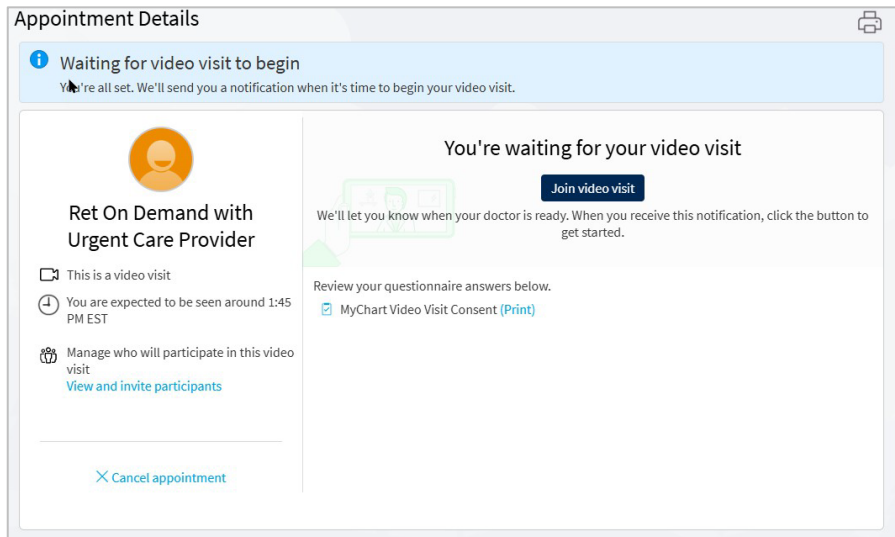 Appointment Details
Waiting for video visit to begin
You're all set. We'll send you a notification when it's time to begin your video visit.
Ret On Demand with
Urgent Care Provider
This is a video visit
You are expected to be seen around 1:45
PM EST
Manage who will participate in this video
visit
View and invite participants
Cancel appointment
You're waiting for your video visit
Join video visit
We'll let you know when your doctor is ready. When you receive this notification, click the button to
get started.
Review your questionnaire answers below.
MyChart Video Visit Consent (Print)